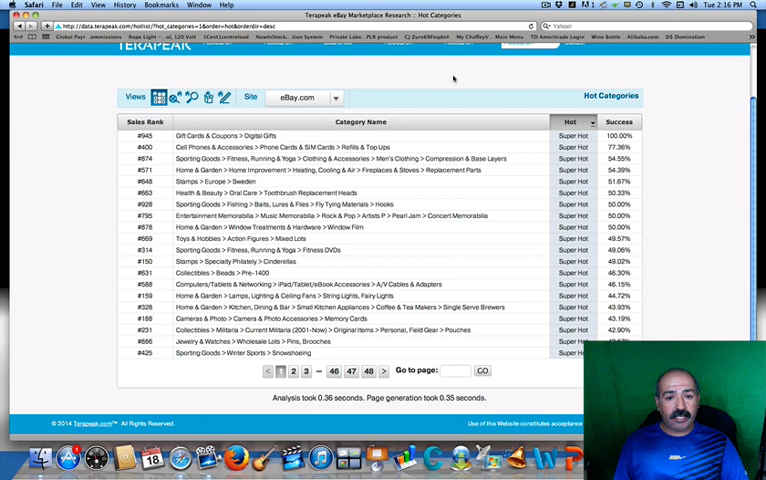 Safari File Edit View History Bookmarks Window Help
Tue 2:16 PM
Terapeak eBay Marketplace Research :: Hot Categories
http://data.terapeak.com/hotlist/?hot_categories=1&order=hot&orderdir=desc
Yahoo!
Main Menu TD Ameritrade Login Wine Bottle Alibaba.com DS Domination
TERAPEAK
Views Site eBay.com Hot Categories
Sales Rank Category Name Hot Success
#945 Gift Cards & Coupons > Digital Gifts Super Hot 100.00%
#400 Cell Phones & Accessories > Phone Cards & SIM Cards > Refills & Top Ups Super Hot 77.36%
#874 Sporting Goods > Fitness, Running & Yoga > Clothing & Accessories > Men's Clothing > Compression & Base Layers Super Hot 54.55%
#571 Home & Garden > Home Improvement > Heating, Cooling & Air > Fireplaces & Stoves > Replacement Parts Super Hot 54.39%
#648 Stamps > Europe > Sweden Super Hot 51.67%
#663 Health & Beauty > Oral Care > Toothbrush Replacement Heads Super Hot 50.33%
#928 Sporting Goods > Fishing > Baits, Lures & Flies > Fly Tying Materials > Hooks Super Hot 50.00%
#795 Entertainment Memorabilia > Music Memorabilia > Rock & Pop > Artists P > Pearl Jam > Concert Memorabilia Super Hot 50.00%
#878 Home & Garden > Window Treatments & Hardware > Window Film Super Hot 50.00%
#669 Toys & Hobbies > Action Figures > Mixed Lots Super Hot 49.57%
#314 Sporting Goods > Fitness, Running & Yoga > Fitness DVDs Super Hot 49.06%
#150 Stamps > Specialty Philately > Cinderellas Super Hot 49.02%
#631 Collectibles > Beads > Pre-1400 Super Hot 46.30%
#588 Computers/Tablets & Networking > iPad/Tablet/eBook Accessories > A/V Cables & Adapters Super Hot 46.15%
#159 Home & Garden > Lamps, Lighting & Ceiling Fans > String Lights, Fairy Lights Super Hot 44.72%
#328 Home & Garden > Kitchen, Dining & Bar > Small Kitchen Appliances > Coffee & Tea Makers > Single Serve Brewers Super Hot 43.93%
#188 Cameras & Photo > Camera & Photo Accessories > Memory Cards Super Hot 43.19%
#231 Collectibles > Militaria > Current Militaria (2001-Now) > Original Items > Personal, Field Gear > Pouches Super Hot 42.90%
#886 Jewelry & Watches > Wholesale Lots > Pins, Brooches Super Hot
#425 Sporting Goods > Winter Sports > Snowshoeing Super Hot
< 1 2 3 ... 46 47 48 > Go to page: GO
Analysis took 0.36 seconds. Page generation took 0.35 seconds.
© 2014 Terapeak.com™ All Rights Reserved. Use of the Website constitutes acceptance
18